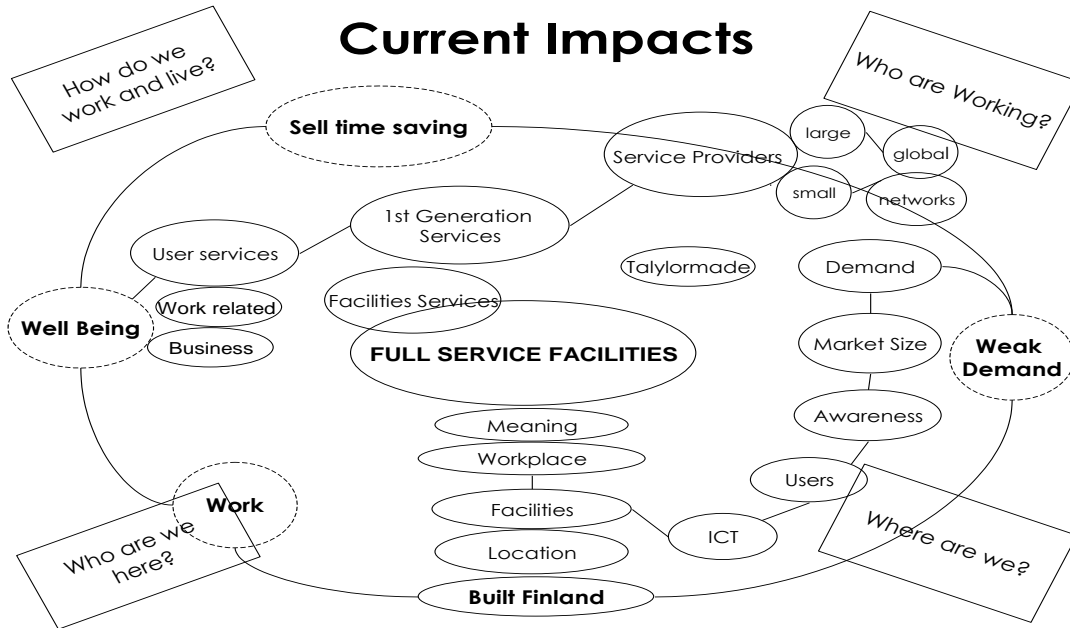 Current Impacts
How do we
work and live?
Who are Working?
Sell time saving
large
Service Providers
global
small
networks
1st Generation
Services
User services
Talylormade
Demand
Facilities Services
Work related
Well Being
Business
FULL SERVICE FACILITIES
Market Size
Weak
Demand
Awareness
Meaning
Workplace
Users
Work
Facilities
ICT
Where are we?
Who are we
here?
Location
Built Finland